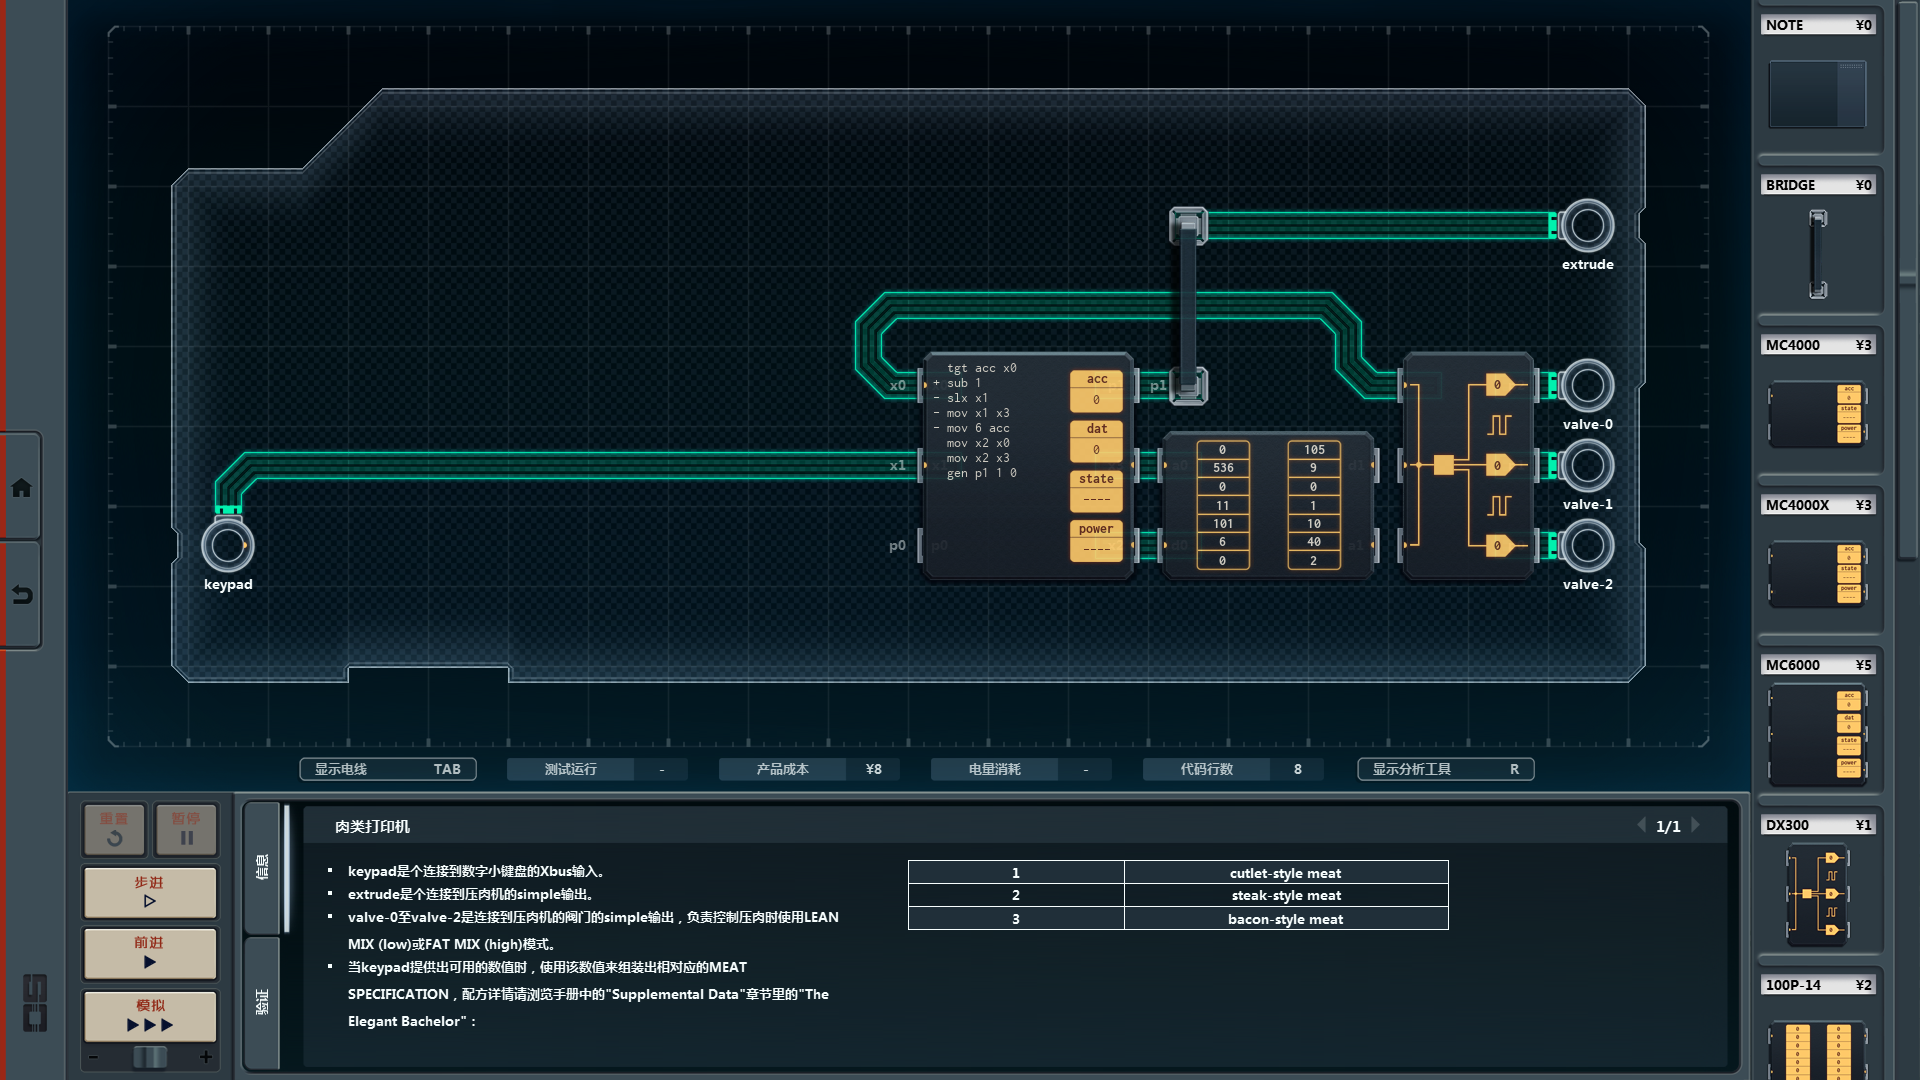 NOTE ¥0
BRIDGE ¥0
MC4000 ¥3
MC4000X ¥3
MC6000 ¥5
DX300 ¥1
100P-14 ¥2
extrude
valve-0
valve-1
valve-2
keypad
x0
x1
p0
p1
tgt acc x0
+ sub 1
- slx x1
- mov x1 x3
- mov 6 acc
mov x2 x0
mov x2 x3
gen p1 1 0
acc
0
dat
0
state
----
power
----
0 105
536 9
0 0
11 1
101 10
6 40
0 2
0
0
0
显示电线 TAB
测试运行 -
产品成本 ¥8
电量消耗 -
代码行数 8
显示分析工具 R
重置
暂停
步进
前进
模拟
- +
信息
验证
肉类打印机
1/1
▪ keypad是个连接到数字小键盘的Xbus输入。
▪ extrude是个连接到压肉机的simple输出。
▪ valve-0至valve-2是连接到压肉机的阀门的simple输出，负责控制压肉时使用LEAN
MIX (low)或FAT MIX (high)模式。
▪ 当keypad提供出可用的数值时，使用该数值来组装出相对应的MEAT
SPECIFICATION，配方详情请浏览手册中的"Supplemental Data"章节里的"The
Elegant Bachelor"：
1 cutlet-style meat
2 steak-style meat
3 bacon-style meat